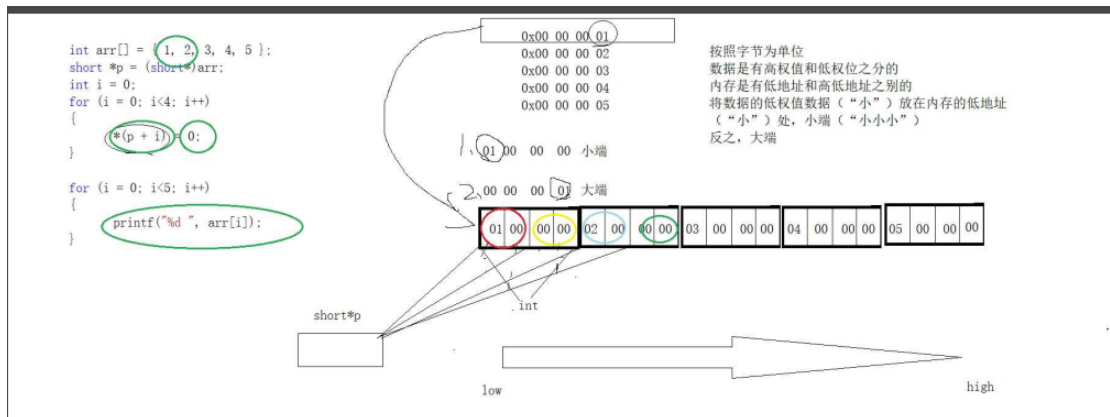 int arr[] = { 1, 2, 3, 4, 5 };
short *p = (short*)arr;
int i = 0;
for (i = 0; i<4; i++)
{
*(p + i) = 0;
}
for (i = 0; i<5; i++)
{
printf("%d ", arr[i]);
}
0x00 00 00 01
0x00 00 00 02
0x00 00 00 03
0x00 00 00 04
0x00 00 00 05
按照字节为单位
数据是有高权值和低权位之分的
内存是有低地址和高低地址之别的
将数据的低权值数据（“小”）放在内存的低地址
（“小”）处，小端（“小小小”）
反之，大端
1. 01 00 00 00 小端
2. 00 00 00 01 大端
01 00 00 00 02 00 00 00 03 00 00 00 04 00 00 00 05 00 00 00
int
short*p
low
high